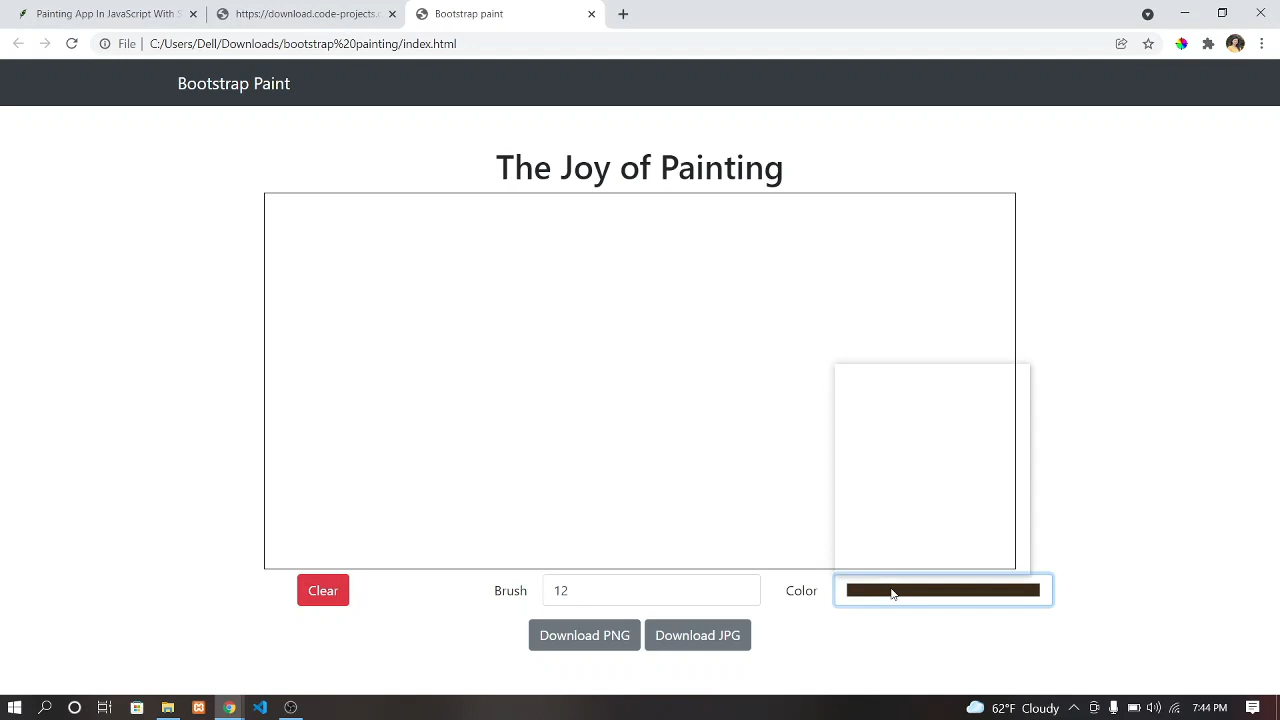 Painting App In JavaScript With S
https://download.code-projects.o
Bootstrap paint
File
C:/Users/Dell/Downloads/bootstrap%20painting/index.html
Bootstrap Paint
The Joy of Painting
Clear
Brush
12
Color
Download PNG
Download JPG
62°F Cloudy
7:44 PM